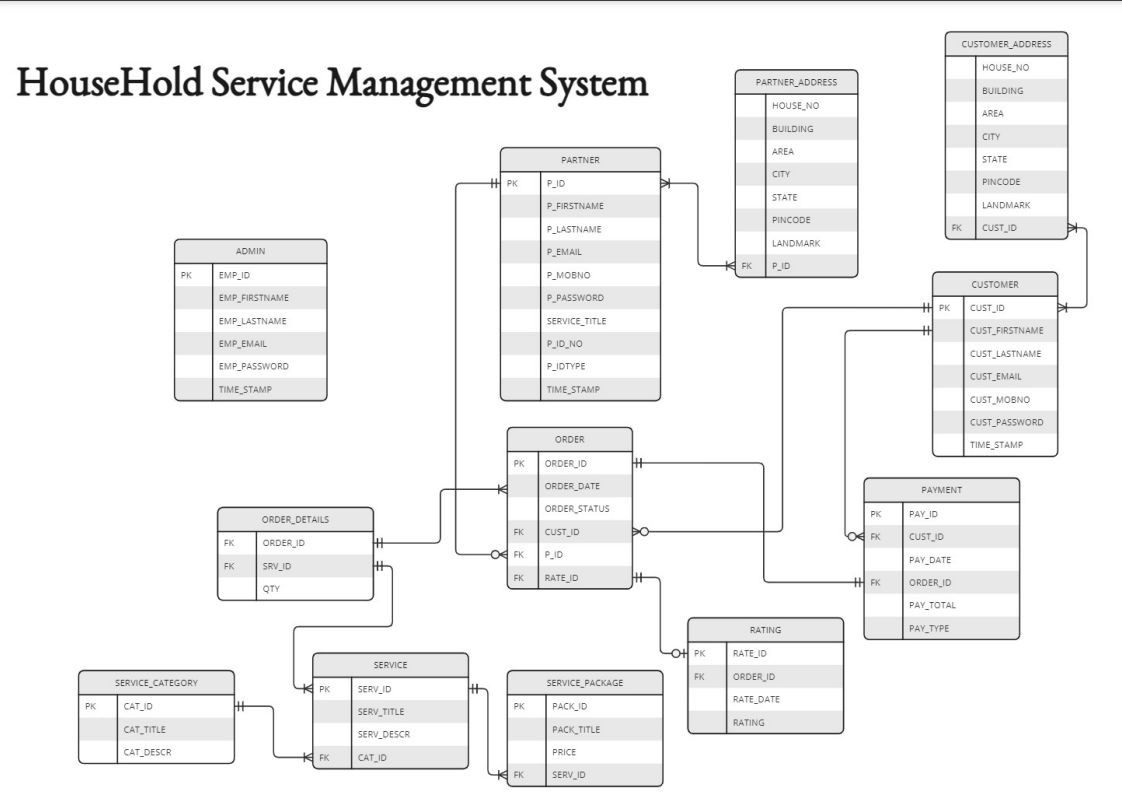 HouseHold Service Management System
CUSTOMER_ADDRESS
HOUSE_NO
BUILDING
AREA
CITY
STATE
PINCODE
LANDMARK
FK CUST_ID
PARTNER_ADDRESS
HOUSE_NO
BUILDING
AREA
CITY
STATE
PINCODE
LANDMARK
FK P_ID
PARTNER
PK P_ID
P_FIRSTNAME
P_LASTNAME
P_EMAIL
P_MOBNO
P_PASSWORD
SERVICE_TITLE
P_ID_NO
P_IDTYPE
TIME_STAMP
ADMIN
PK EMP_ID
EMP_FIRSTNAME
EMP_LASTNAME
EMP_EMAIL
EMP_PASSWORD
TIME_STAMP
CUSTOMER
PK CUST_ID
CUST_FIRSTNAME
CUST_LASTNAME
CUST_EMAIL
CUST_MOBNO
CUST_PASSWORD
TIME_STAMP
ORDER
PK ORDER_ID
ORDER_DATE
ORDER_STATUS
FK CUST_ID
FK P_ID
FK RATE_ID
PAYMENT
PK PAY_ID
FK CUST_ID
PAY_DATE
FK ORDER_ID
PAY_TOTAL
PAY_TYPE
ORDER_DETAILS
FK ORDER_ID
FK SRV_ID
QTY
RATING
PK RATE_ID
FK ORDER_ID
RATE_DATE
RATING
SERVICE
PK SERV_ID
SERV_TITLE
SERV_DESCR
FK CAT_ID
SERVICE_CATEGORY
PK CAT_ID
CAT_TITLE
CAT_DESCR
SERVICE_PACKAGE
PK PACK_ID
PACK_TITLE
PRICE
FK SERV_ID